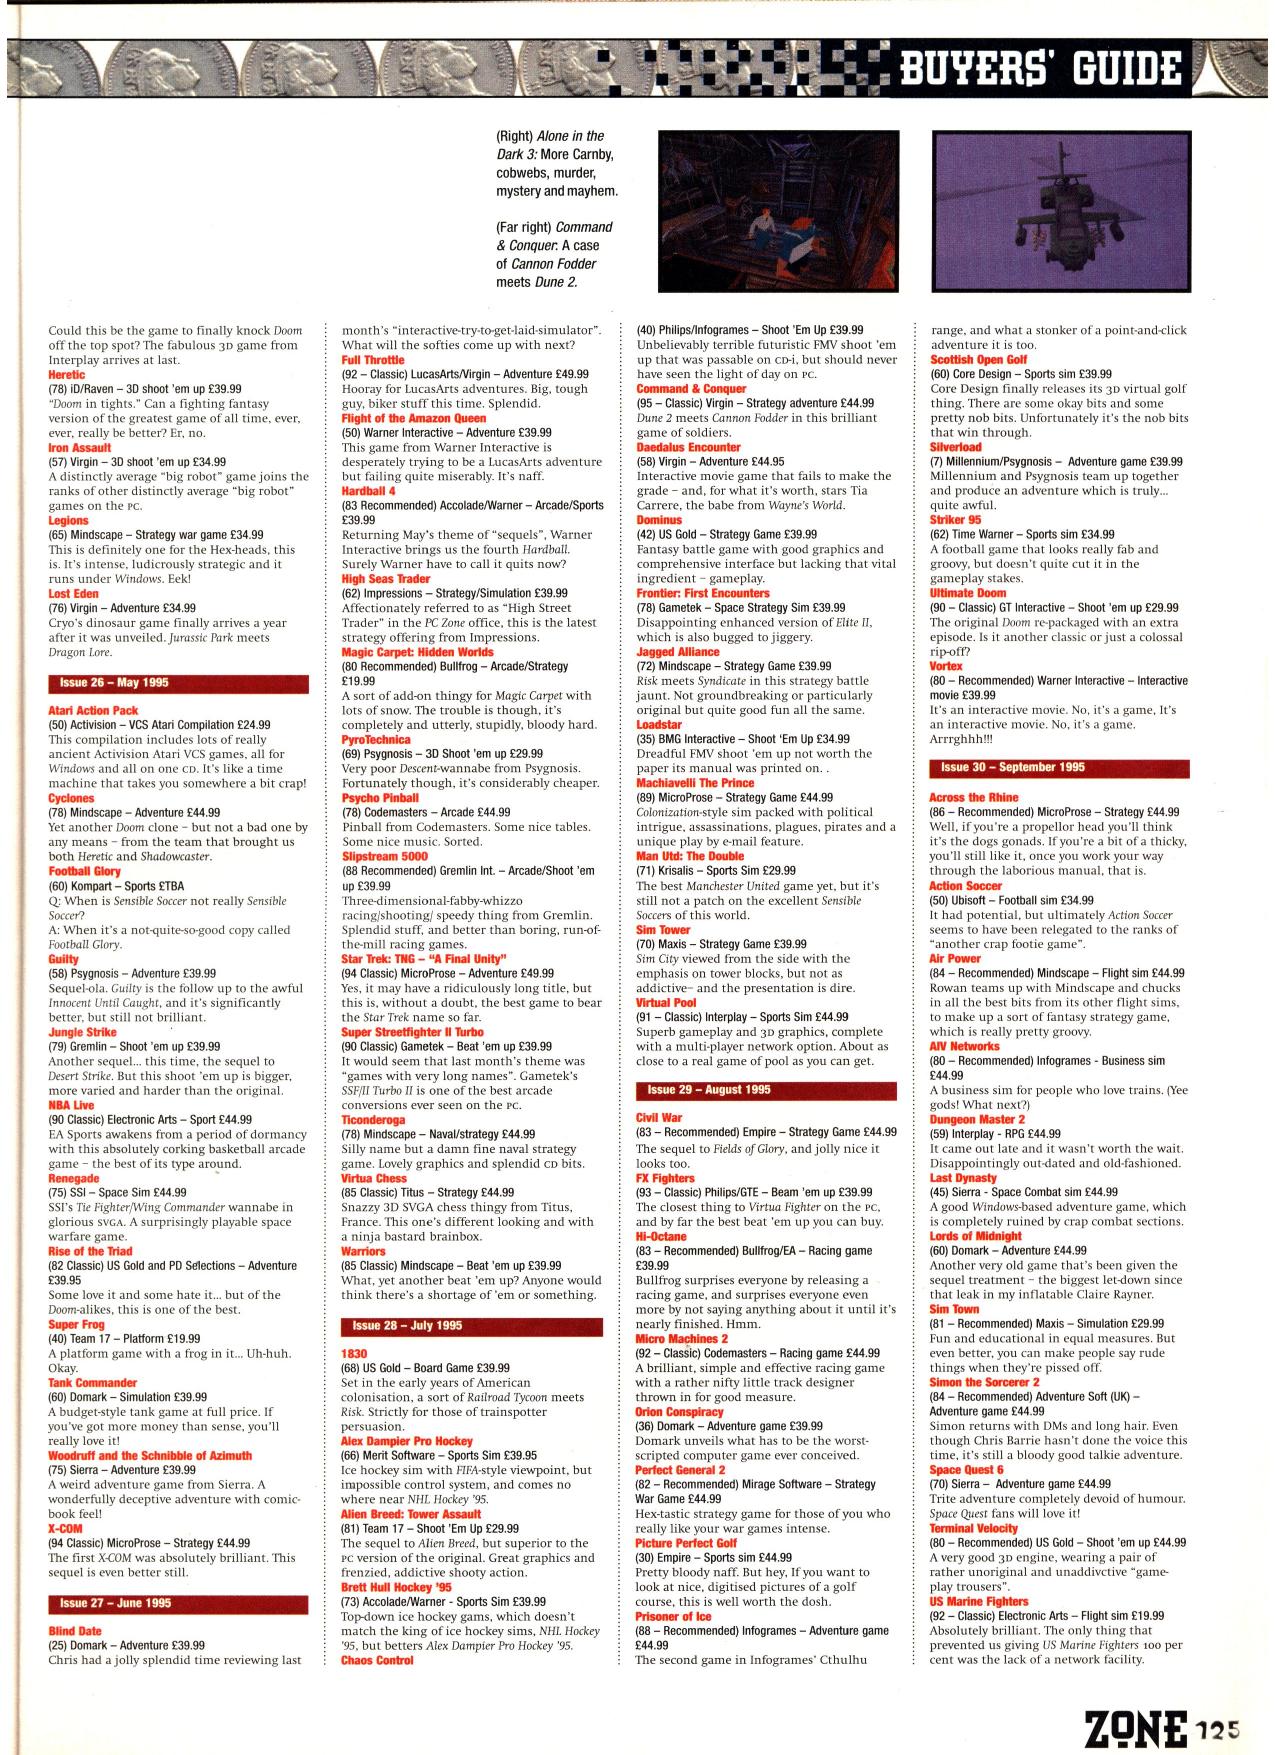 BUYERS' GUIDE
(Right) Alone in the
Dark 3: More Carnby,
cobwebs, murder,
mystery and mayhem.
(Far right) Command
& Conquer: A case
of Cannon Fodder
meets Dune 2.
Could this be the game to finally knock Doom
off the top spot? The fabulous 3D game from
Interplay arrives at last.
Heretic
(78) iD/Raven – 3D shoot 'em up £39.99
"Doom in tights." Can a fighting fantasy
version of the greatest game of all time, ever,
ever, really be better? Er, no.
Iron Assault
(57) Virgin – 3D shoot 'em up £34.99
A distinctly average "big robot" game joins the
ranks of other distinctly average "big robot"
games on the PC.
Legions
(65) Mindscape – Strategy war game £34.99
This is definitely one for the Hex-heads, this
is. It's intense, ludicrously strategic and it
runs under Windows. Eek!
Lost Eden
(76) Virgin – Adventure £34.99
Cryo's dinosaur game finally arrives a year
after it was unveiled. Jurassic Park meets
Dragon Lore.
Issue 26 – May 1995
Atari Action Pack
(50) Activision – VCS Atari Compilation £24.99
This compilation includes lots of really
ancient Activision Atari VCS games, all for
Windows and all on one CD. It's like a time
machine that takes you somewhere a bit crap!
Cyclones
(78) Mindscape – Adventure £44.99
Yet another Doom clone – but not a bad one by
any means – from the team that brought us
both Heretic and Shadowcaster.
Football Glory
(60) Kompart – Sports £TBA
Q: When is Sensible Soccer not really Sensible
Soccer?
A: When it's a not-quite-so-good copy called
Football Glory.
Guilty
(58) Psygnosis – Adventure £39.99
Sequel-ola. Guilty is the follow up to the awful
Innocent Until Caught, and it's significantly
better, but still not brilliant.
Jungle Strike
(79) Gremlin – Shoot 'em up £39.99
Another sequel... this time, the sequel to
Desert Strike. But this shoot 'em up is bigger,
more varied and harder than the original.
NBA Live
(90 Classic) Electronic Arts – Sport £44.99
EA Sports awakens from a period of dormancy
with this absolutely corking basketball arcade
game – the best of its type around.
Renegade
(75) SSI – Space Sim £44.99
SSI's Tie Fighter/Wing Commander wannabe in
glorious SVGA. A surprisingly playable space
warfare game.
Rise of the Triad
(82 Classic) US Gold and PD Selections – Adventure
£39.95
Some love it and some hate it... but of the
Doom-alikes, this is one of the best.
Super Frog
(40) Team 17 – Platform £19.99
A platform game with a frog in it... Uh-huh.
Okay.
Tank Commander
(60) Domark – Simulation £39.99
A budget-style tank game at full price. If
you've got more money than sense, you'll
really love it!
Woodruff and the Schnibble of Azimuth
(75) Sierra – Adventure £39.99
A weird adventure game from Sierra. A
wonderfully deceptive adventure with comic-
book feel!
X-COM
(94 Classic) MicroProse – Strategy £44.99
The first X-COM was absolutely brilliant. This
sequel is even better still.
Issue 27 – June 1995
Blind Date
(25) Domark – Adventure £39.99
Chris had a jolly splendid time reviewing last
month's "interactive-try-to-get-laid-simulator".
What will the softies come up with next?
Full Throttle
(92 – Classic) LucasArts/Virgin – Adventure £49.99
Hooray for LucasArts adventures. Big, tough
guy, biker stuff this time. Splendid.
Flight of the Amazon Queen
(50) Warner Interactive – Adventure £39.99
This game from Warner Interactive is
desperately trying to be a LucasArts adventure
but failing quite miserably. It's naff.
Hardball 4
(83 Recommended) Accolade/Warner – Arcade/Sports
£39.99
Returning May's theme of "sequels", Warner
Interactive brings us the fourth Hardball.
Surely Warner have to call it quits now?
High Seas Trader
(62) Impressions – Strategy/Simulation £39.99
Affectionately referred to as "High Street
Trader" in the PC Zone office, this is the latest
strategy offering from Impressions.
Magic Carpet: Hidden Worlds
(80 Recommended) Bullfrog – Arcade/Strategy
£19.99
A sort of add-on thingy for Magic Carpet with
lots of snow. The trouble is though, it's
completely and utterly, stupidly, bloody hard.
PyroTechnica
(69) Psygnosis – 3D Shoot 'em up £29.99
Very poor Descent-wannabe from Psygnosis.
Fortunately though, it's considerably cheaper.
Psycho Pinball
(78) Codemasters – Arcade £44.99
Pinball from Codemasters. Some nice tables.
Some nice music. Sorted.
Slipstream 5000
(88 Recommended) Gremlin Int. – Arcade/Shoot 'em
up £39.99
Three-dimensional-fabby-whizzo
racing/shooting/ speedy thing from Gremlin.
Splendid stuff, and better than boring, run-of-
the-mill racing games.
Star Trek: TNG – "A Final Unity"
(94 Classic) MicroProse – Adventure £49.99
Yes, it may have a ridiculously long title, but
this is, without a doubt, the best game to bear
the Star Trek name so far.
Super Streetfighter II Turbo
(90 Classic) Gametek – Beat 'em up £39.99
It would seem that last month's theme was
"games with very long names". Gametek's
SSF/II Turbo II is one of the best arcade
conversions ever seen on the PC.
Ticonderoga
(78) Mindscape – Naval/strategy £44.99
Silly name but a damn fine naval strategy
game. Lovely graphics and splendid CD bits.
Virtua Chess
(85 Classic) Titus – Strategy £44.99
Snazzy 3D SVGA chess thingy from Titus,
France. This one's different looking and with
a ninja bastard brainbox.
Warriors
(85 Classic) Mindscape – Beat 'em up £39.99
What, yet another beat 'em up? Anyone would
think there's a shortage of 'em or something.
Issue 28 – July 1995
1830
(68) US Gold – Board Game £39.99
Set in the early years of American
colonisation, a sort of Railroad Tycoon meets
Risk. Strictly for those of trainspotter
persuasion.
Alex Dampier Pro Hockey
(66) Merit Software – Sports Sim £39.95
Ice hockey sim with FIFA-style viewpoint, but
impossible control system, and comes no
where near NHL Hockey '95.
Alien Breed: Tower Assault
(81) Team 17 – Shoot 'Em Up £29.99
The sequel to Alien Breed, but superior to the
PC version of the original. Great graphics and
frenzied, addictive shooty action.
Brett Hull Hockey '95
(73) Accolade/Warner - Sports Sim £39.99
Top-down ice hockey gams, which doesn't
match the king of ice hockey sims, NHL Hockey
'95, but betters Alex Dampier Pro Hockey '95.
Chaos Control
(40) Philips/Infogrames – Shoot 'Em Up £39.99
Unbelievably terrible futuristic FMV shoot 'em
up that was passable on CD-i, but should never
have seen the light of day on PC.
Command & Conquer
(95 – Classic) Virgin – Strategy adventure £44.99
Dune 2 meets Cannon Fodder in this brilliant
game of soldiers.
Daedalus Encounter
(58) Virgin – Adventure £44.95
Interactive movie game that fails to make the
grade – and, for what it's worth, stars Tia
Carrere, the babe from Wayne's World.
Dominus
(42) US Gold – Strategy Game £39.99
Fantasy battle game with good graphics and
comprehensive interface but lacking that vital
ingredient – gameplay.
Frontier: First Encounters
(78) Gametek – Space Strategy Sim £39.99
Disappointing enhanced version of Elite II,
which is also bugged to jiggery.
Jagged Alliance
(72) Mindscape – Strategy Game £39.99
Risk meets Syndicate in this strategy battle
jaunt. Not groundbreaking or particularly
original but quite good fun all the same.
Loadstar
(35) BMG Interactive – Shoot 'Em Up £34.99
Dreadful FMV shoot 'em up not worth the
paper its manual was printed on. .
Machiavelli The Prince
(89) MicroProse – Strategy Game £44.99
Colonization-style sim packed with political
intrigue, assassinations, plagues, pirates and a
unique play by e-mail feature.
Man Utd: The Double
(71) Krisalis – Sports Sim £29.99
The best Manchester United game yet, but it's
still not a patch on the excellent Sensible
Soccers of this world.
Sim Tower
(70) Maxis – Strategy Game £39.99
Sim City viewed from the side with the
emphasis on tower blocks, but not as
addictive– and the presentation is dire.
Virtual Pool
(91 – Classic) Interplay – Sports Sim £44.99
Superb gameplay and 3D graphics, complete
with a multi-player network option. About as
close to a real game of pool as you can get.
Issue 29 – August 1995
Civil War
(83 – Recommended) Empire – Strategy Game £44.99
The sequel to Fields of Glory, and jolly nice it
looks too.
FX Fighters
(93 – Classic) Philips/GTE – Beam 'em up £39.99
The closest thing to Virtua Fighter on the PC,
and by far the best beat 'em up you can buy.
Hi-Octane
(83 – Recommended) Bullfrog/EA – Racing game
£39.99
Bullfrog surprises everyone by releasing a
racing game, and surprises everyone even
more by not saying anything about it until it's
nearly finished. Hmm.
Micro Machines 2
(92 – Classic) Codemasters – Racing game £44.99
A brilliant, simple and effective racing game
with a rather nifty little track designer
thrown in for good measure.
Orion Conspiracy
(36) Domark – Adventure game £39.99
Domark unveils what has to be the worst-
scripted computer game ever conceived.
Perfect General 2
(82 – Recommended) Mirage Software – Strategy
War Game £44.99
Hex-tastic strategy game for those of you who
really like your war games intense.
Picture Perfect Golf
(30) Empire – Sports sim £44.99
Pretty bloody naff. But hey, If you want to
look at nice, digitised pictures of a golf
course, this is well worth the dosh.
Prisoner of Ice
(88 – Recommended) Infogrames – Adventure game
£44.99
The second game in Infogrames' Cthulhu
range, and what a stonker of a point-and-click
adventure it is too.
Scottish Open Golf
(60) Core Design – Sports sim £39.99
Core Design finally releases its 3D virtual golf
thing. There are some okay bits and some
pretty nob bits. Unfortunately it's the nob bits
that win through.
Silverload
(7) Millennium/Psygnosis – Adventure game £39.99
Millennium and Psygnosis team up together
and produce an adventure which is truly...
quite awful.
Striker 95
(62) Time Warner – Sports sim £34.99
A football game that looks really fab and
groovy, but doesn't quite cut it in the
gameplay stakes.
Ultimate Doom
(90 – Classic) GT Interactive – Shoot 'em up £29.99
The original Doom re-packaged with an extra
episode. Is it another classic or just a colossal
rip-off?
Vortex
(80 – Recommended) Warner Interactive – Interactive
movie £39.99
It's an interactive movie. No, it's a game, It's
an interactive movie. No, it's a game.
Arrrghhh!!!
Issue 30 – September 1995
Across the Rhine
(86 – Recommended) MicroProse – Strategy £44.99
Well, if you're a propellor head you'll think
it's the dogs gonads. If you're a bit of a thicky,
you'll still like it, once you work your way
through the laborious manual, that is.
Action Soccer
(50) Ubisoft – Football sim £34.99
It had potential, but ultimately Action Soccer
seems to have been relegated to the ranks of
"another crap footie game".
Air Power
(84 – Recommended) Mindscape – Flight sim £44.99
Rowan teams up with Mindscape and chucks
in all the best bits from its other flight sims,
to make up a sort of fantasy strategy game,
which is really pretty groovy.
AIV Networks
(80 – Recommended) Infogrames - Business sim
£44.99
A business sim for people who love trains. (Yee
gods! What next?)
Dungeon Master 2
(59) Interplay - RPG £44.99
It came out late and it wasn't worth the wait.
Disappointingly out-dated and old-fashioned.
Last Dynasty
(45) Sierra - Space Combat sim £44.99
A good Windows-based adventure game, which
is completely ruined by crap combat sections.
Lords of Midnight
(60) Domark – Adventure £44.99
Another very old game that's been given the
sequel treatment – the biggest let-down since
that leak in my inflatable Claire Rayner.
Sim Town
(81 – Recommended) Maxis – Simulation £29.99
Fun and educational in equal measures. But
even better, you can make people say rude
things when they're pissed off.
Simon the Sorcerer 2
(84 – Recommended) Adventure Soft (UK) –
Adventure game £44.99
Simon returns with DMs and long hair. Even
though Chris Barrie hasn't done the voice this
time, it's still a bloody good talkie adventure.
Space Quest 6
(70) Sierra – Adventure game £44.99
Trite adventure completely devoid of humour.
Space Quest fans will love it!
Terminal Velocity
(80 – Recommended) US Gold – Shoot 'em up £44.99
A very good 3D engine, wearing a pair of
rather unoriginal and unaddivctive "game-
play trousers".
US Marine Fighters
(92 – Classic) Electronic Arts – Flight sim £19.99
Absolutely brilliant. The only thing that
prevented us giving US Marine Fighters 100 per
cent was the lack of a network facility.
ZONE 125